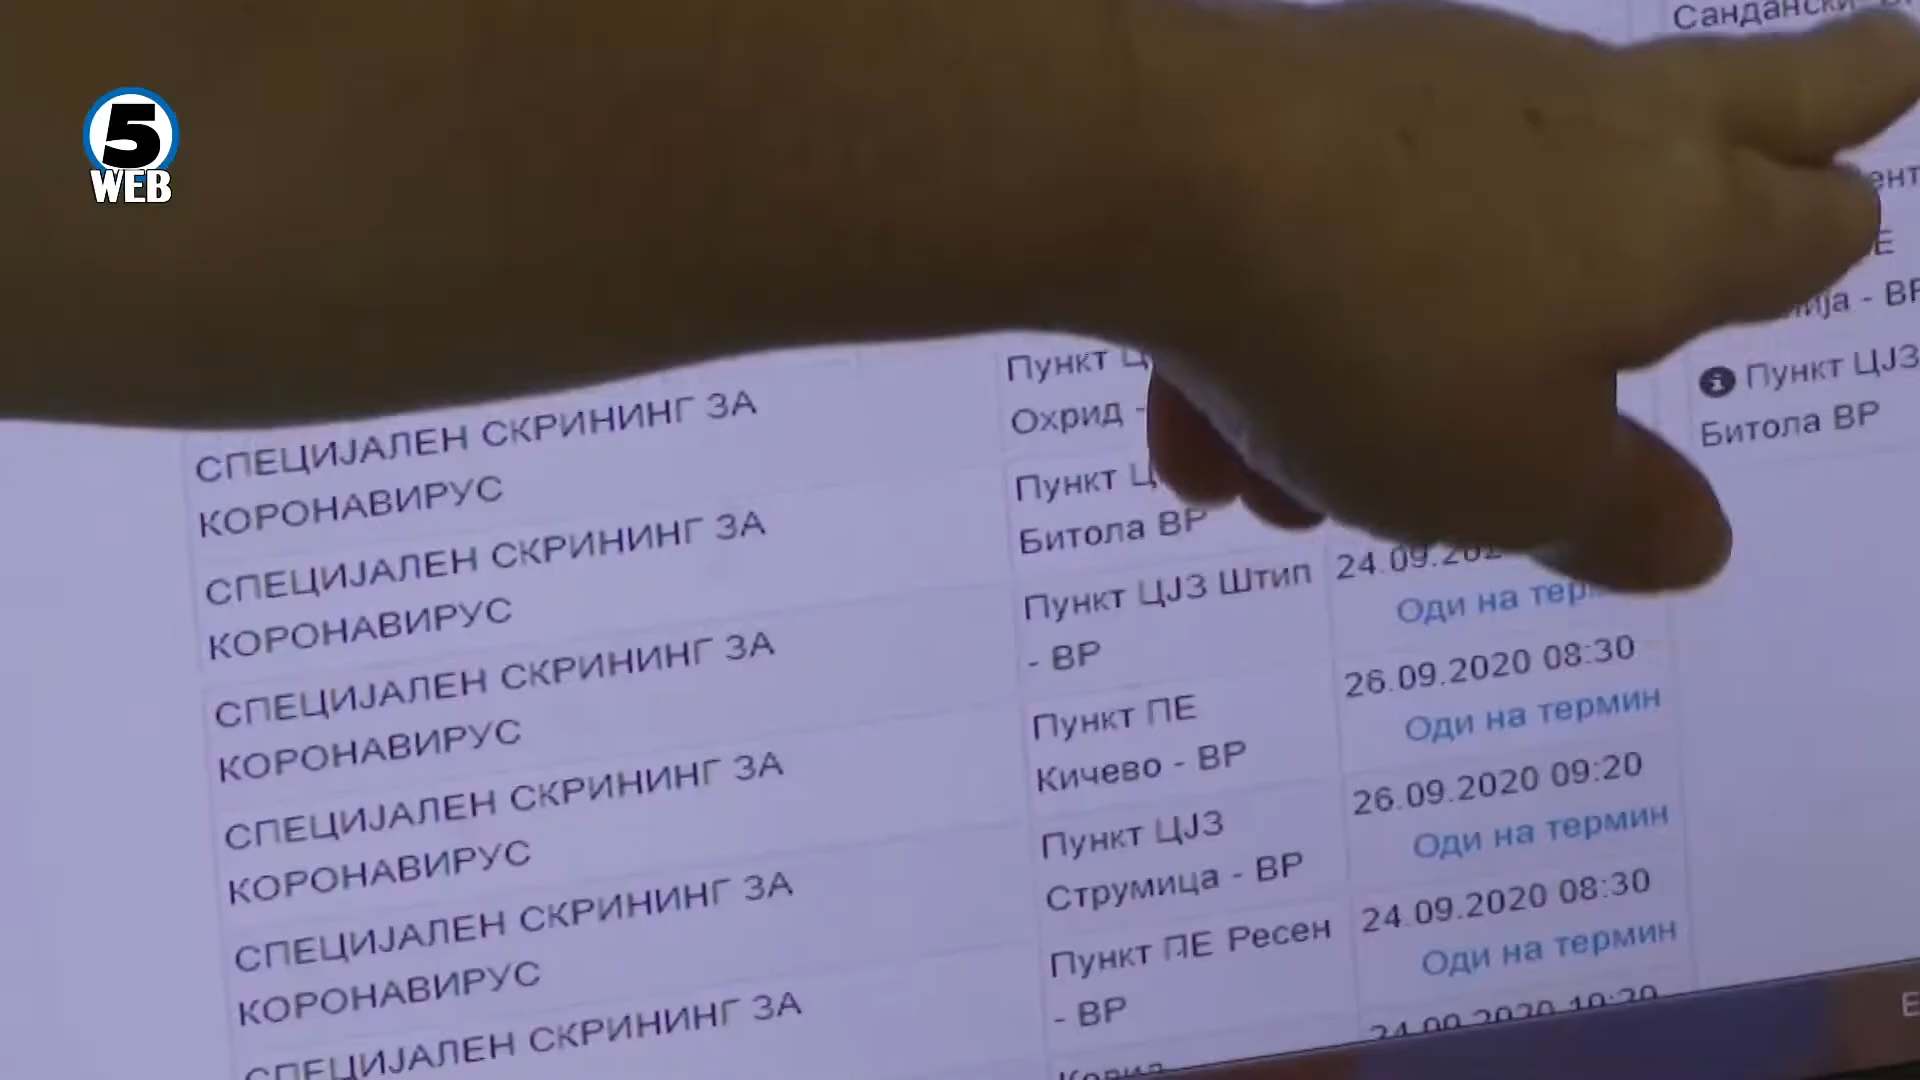 5
WEB
Сандански
СПЕЦИЈАЛЕН СКРИНИНГ ЗА
КОРОНАВИРУС
Пункт
Охрид -
СПЕЦИЈАЛЕН СКРИНИНГ ЗА
КОРОНАВИРУС
Пункт
Битола ВР
СПЕЦИЈАЛЕН СКРИНИНГ ЗА
КОРОНАВИРУС
Пункт ЦЈЗ Штип
- ВР
Оди на
СПЕЦИЈАЛЕН СКРИНИНГ ЗА
КОРОНАВИРУС
Пункт ПЕ
Кичево - ВР
26.09.2020 08:30
Оди на термин
СПЕЦИЈАЛЕН СКРИНИНГ ЗА
КОРОНАВИРУС
Пункт ЦЈЗ
Струмица - ВР
26.09.2020 09:20
Оди на термин
СПЕЦИЈАЛЕН СКРИНИНГ ЗА
Пункт ПЕ Ресен
- ВР
24.09.2020 08:30
Оди на термин
Пункт ЦЈЗ
Битола ВР